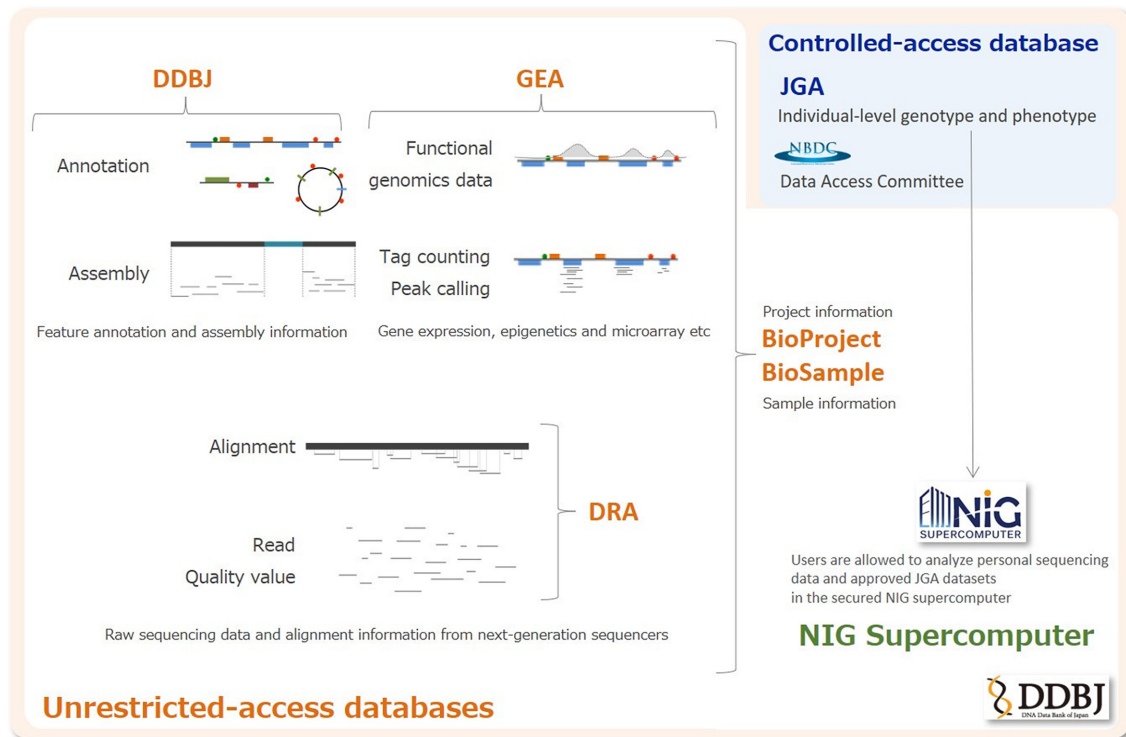 DDBJ
Annotation
Assembly
Feature annotation and assembly information
GEA
Functional
genomics data
Tag counting
Peak calling
Gene expression, epigenetics and microarray etc
Alignment
Read
Quality value
DRA
Raw sequencing data and alignment information from next-generation sequencers
Unrestricted-access databases
Controlled-access database
JGA
Individual-level genotype and phenotype
NBDC
Data Access Committee
Project information
BioProject
BioSample
Sample information
NIG
SUPERCOMPUTER
Users are allowed to analyze personal sequencing
data and approved JGA datasets
in the secured NIG supercomputer
NIG Supercomputer
DDBJ
DNA Data Bank of Japan